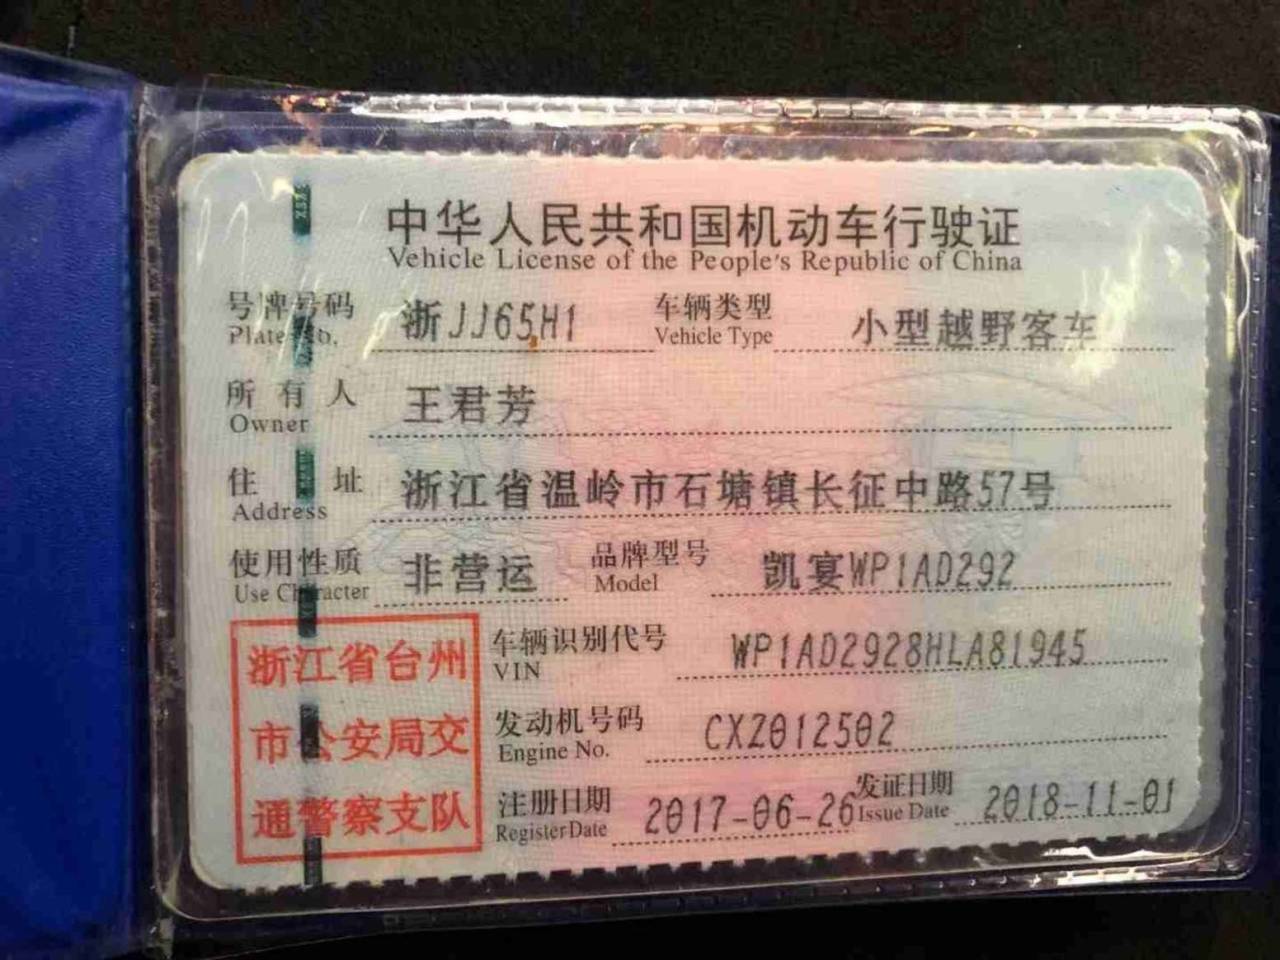 中华人民共和国机动车行驶证
Vehicle License of the People's Republic of China
号牌号码 浙JJ65H1 车辆类型 小型越野客车
Plate No. Vehicle Type
所有人 王君芳
Owner
住址 浙江省温岭市石塘镇长征中路57号
Address
使用性质 非营运 品牌型号 凯宴WP1AD292
Use Character Model
车辆识别代号 WP1AD2928HLA81945
VIN
发动机号码 CXZ012502
Engine No.
注册日期 2017-06-26 发证日期 2018-11-01
Register Date Issue Date
浙江省台州
市公安局交
通警察支队